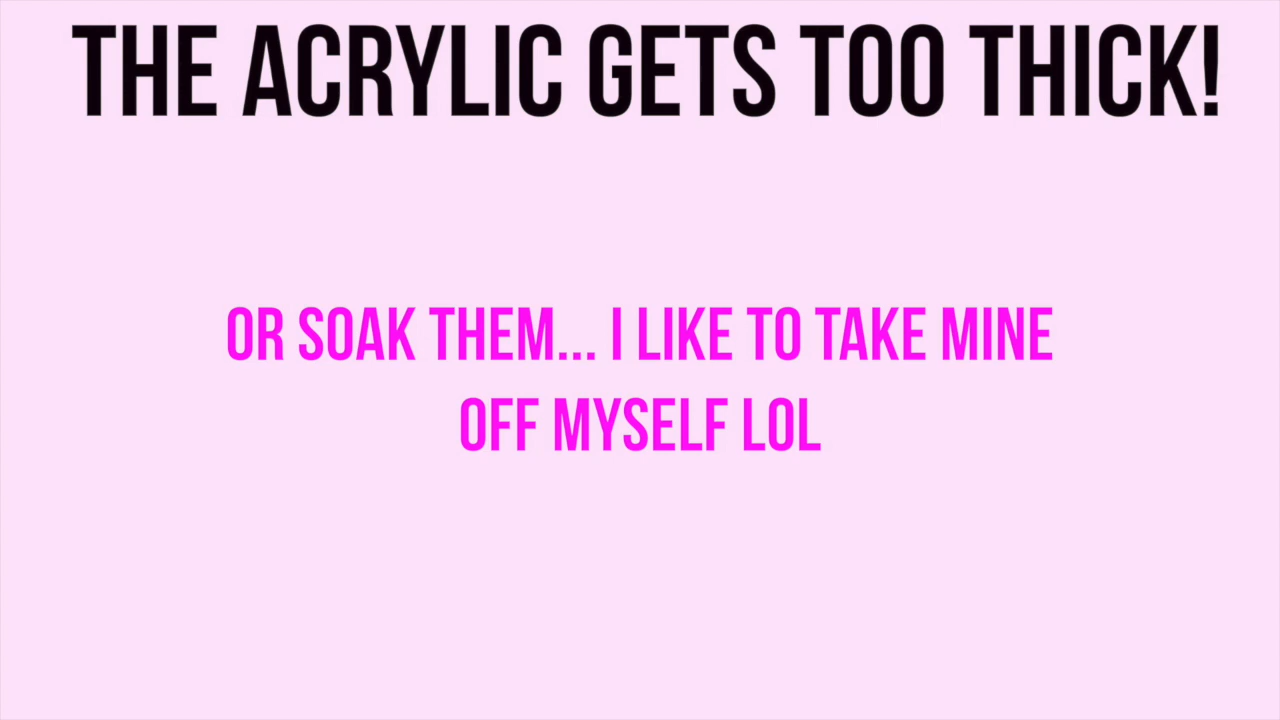 THE ACRYLIC GETS TOO THICK!
OR SOAK THEM... I LIKE TO TAKE MINE
OFF MYSELF LOL